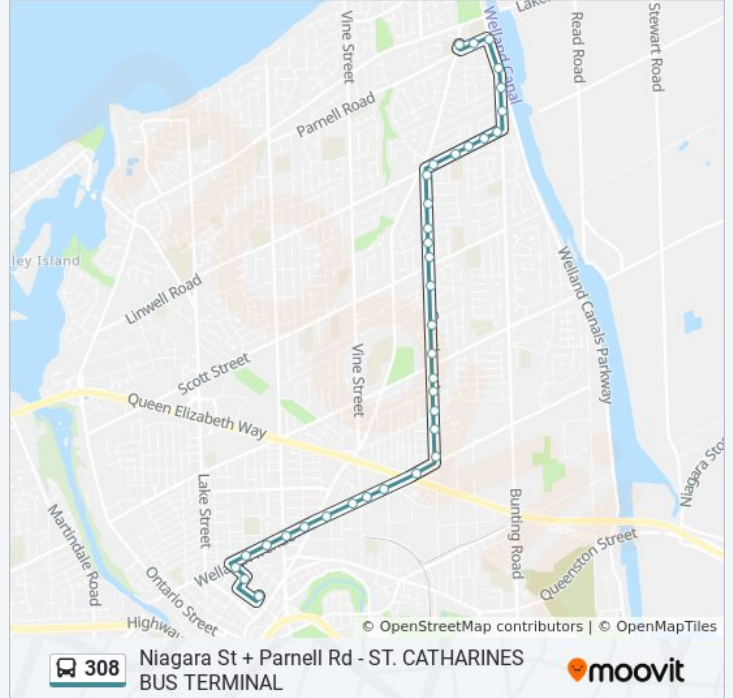 Lake
Vine Street
Welland Canal
Read Road
Stewart Road
Parnell Road
ley Island
Linwell Road
Welland Canals Parkway
Vine Street
Scott Street
Queen Elizabeth Way
Lake Street
Niagara Sto
Bunting Road
Martindale Road
Queenston Street
Wella
Ontario Street
Highway
© OpenStreetMap contributors | © OpenMapTiles
308
Niagara St + Parnell Rd - ST. CATHARINES
BUS TERMINAL
moovit